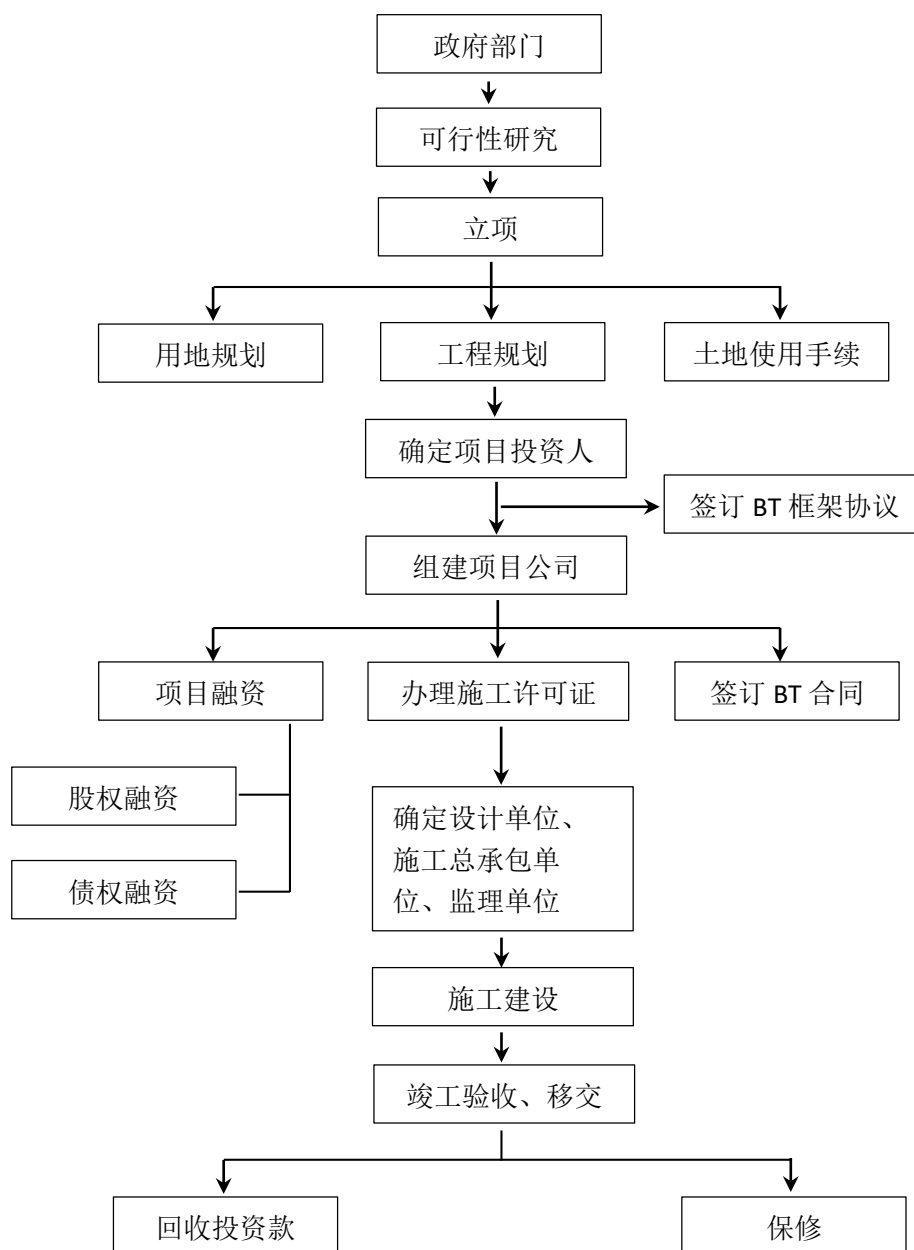 政府部门
可行性研究
立项
用地规划
工程规划
土地使用手续
确定项目投资人
签订 BT 框架协议
组建项目公司
项目融资
办理施工许可证
签订 BT 合同
股权融资
确定设计单位、
施工总承包单
位、监理单位
债权融资
施工建设
竣工验收、移交
回收投资款
保修